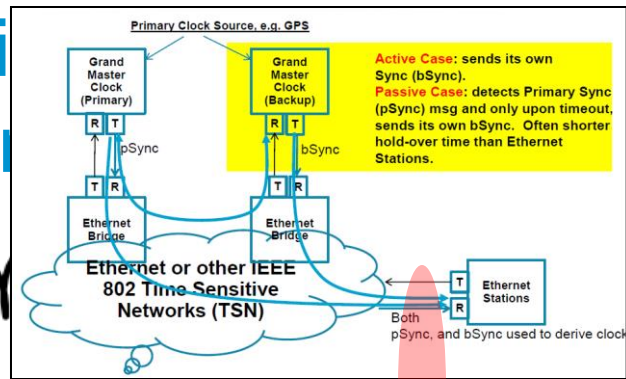 Primary Clock Source, e.g. GPS
Grand
Master
Clock
(Primary)
R T
pSync
T R
Ethernet
Bridge
Grand
Master
Clock
(Backup)
R T
bSync
T R
Ethernet
Bridge
Active Case: sends its own
Sync (bSync).
Passive Case: detects Primary Sync
(pSync) msg and only upon timeout,
sends its own bSync. Often shorter
hold-over time than Ethernet
Stations.
Ethernet or other IEEE
802 Time Sensitive
Networks (TSN)
T
R
Ethernet
Stations
Both
pSync, and bSync used to derive clock